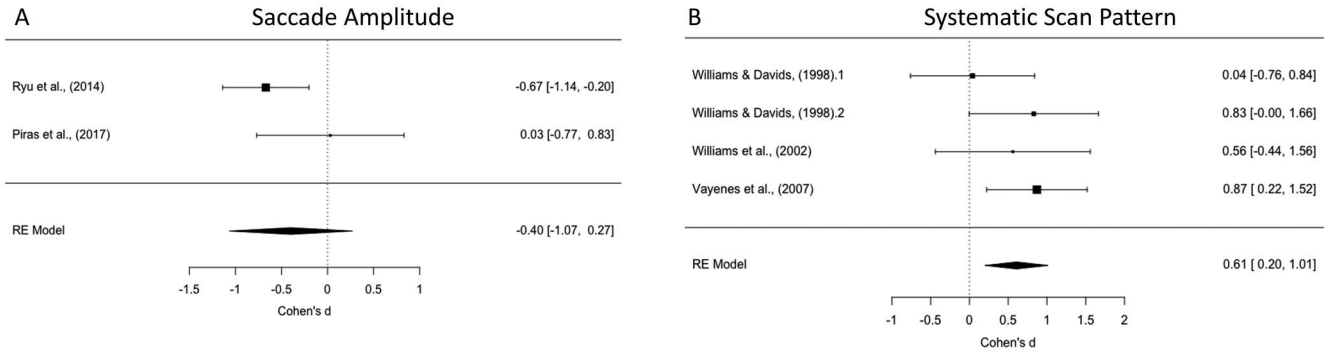 A
Saccade Amplitude
Ryu et al., (2014)
-0.67 [-1.14, -0.20]
Piras et al., (2017)
0.03 [-0.77, 0.83]
RE Model
-0.40 [-1.07, 0.27]
-1.5 -1 -0.5 0 0.5 1
Cohen's d
B
Systematic Scan Pattern
Williams & Davids, (1998).1
0.04 [-0.76, 0.84]
Williams & Davids, (1998).2
0.83 [-0.00, 1.66]
Williams et al., (2002)
0.56 [-0.44, 1.56]
Vayenes et al., (2007)
0.87 [ 0.22, 1.52]
RE Model
0.61 [ 0.20, 1.01]
-1 -0.5 0 0.5 1 1.5 2
Cohen's d